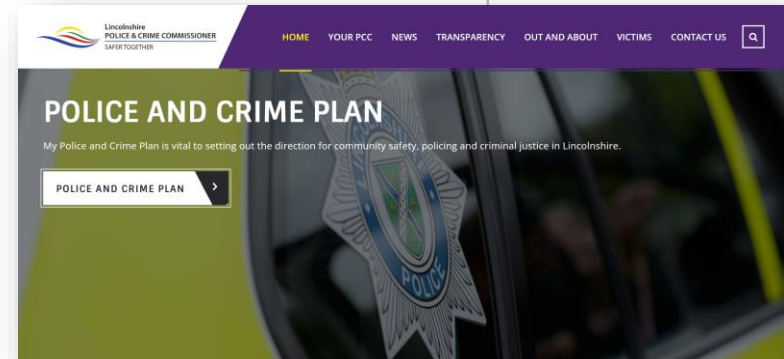 Lincolnshire
POLICE & CRIME COMMISSIONER
SAFER TOGETHER
HOME YOUR PCC NEWS TRANSPARENCY OUT AND ABOUT VICTIMS CONTACT US
POLICE AND CRIME PLAN
My Police and Crime Plan is vital to setting out the direction for community safety, policing and criminal justice in Lincolnshire.
POLICE AND CRIME PLAN
POLICE